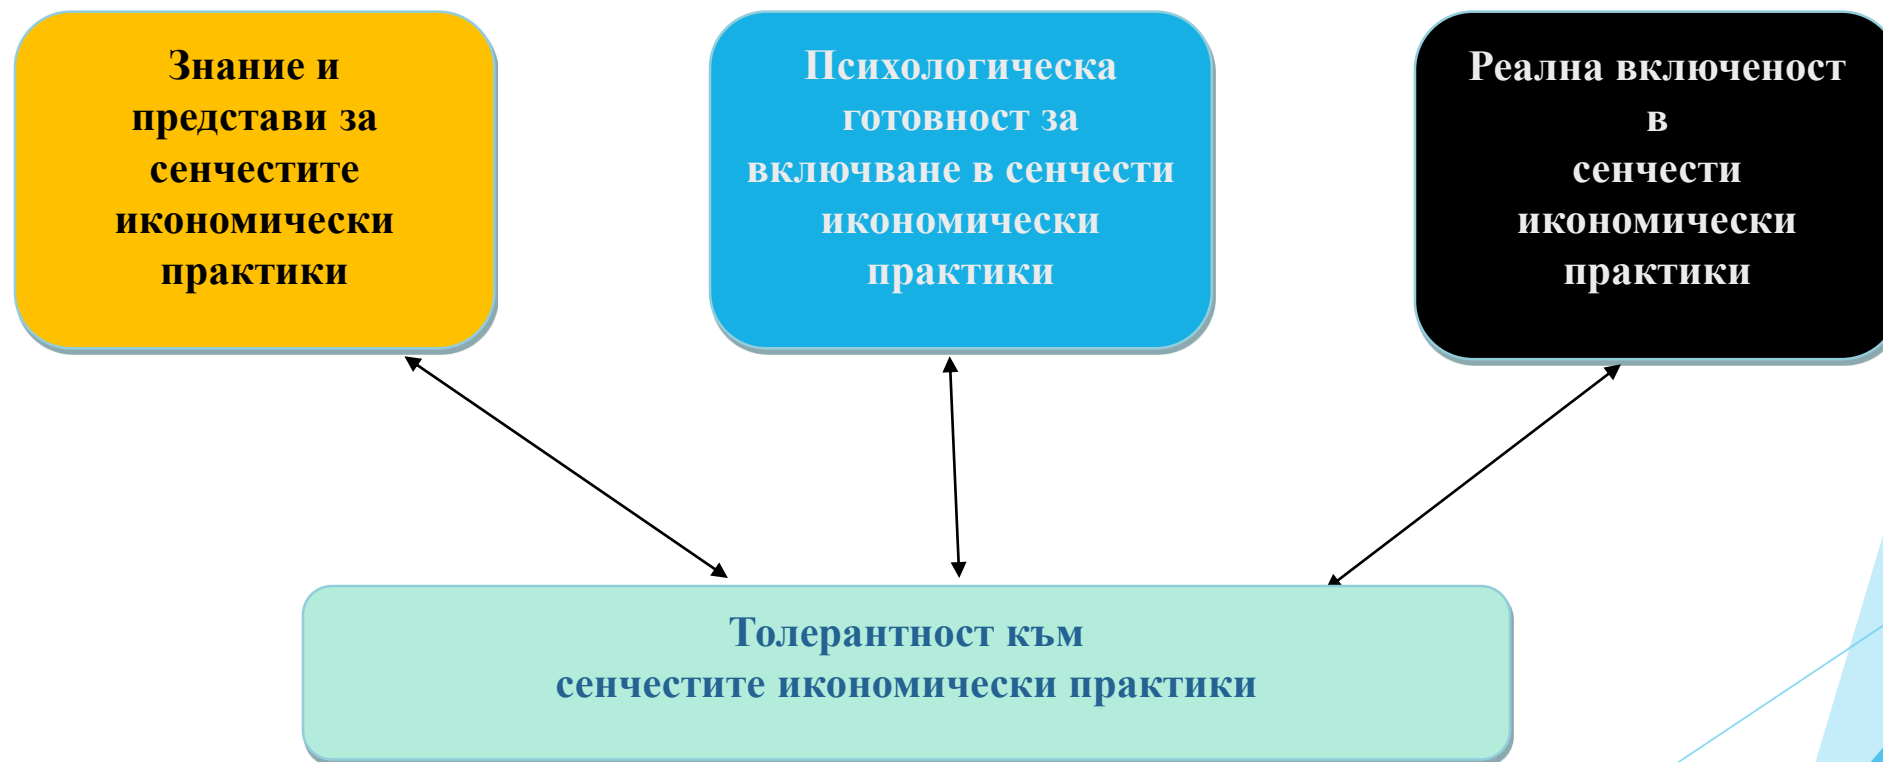 Знание и
представи за
сенчестите
икономически
практики
Психологическа
готовност за
включване в сенчести
икономически
практики
Реална включеност
в
сенчести
икономически
практики
Толерантност към
сенчестите икономически практики